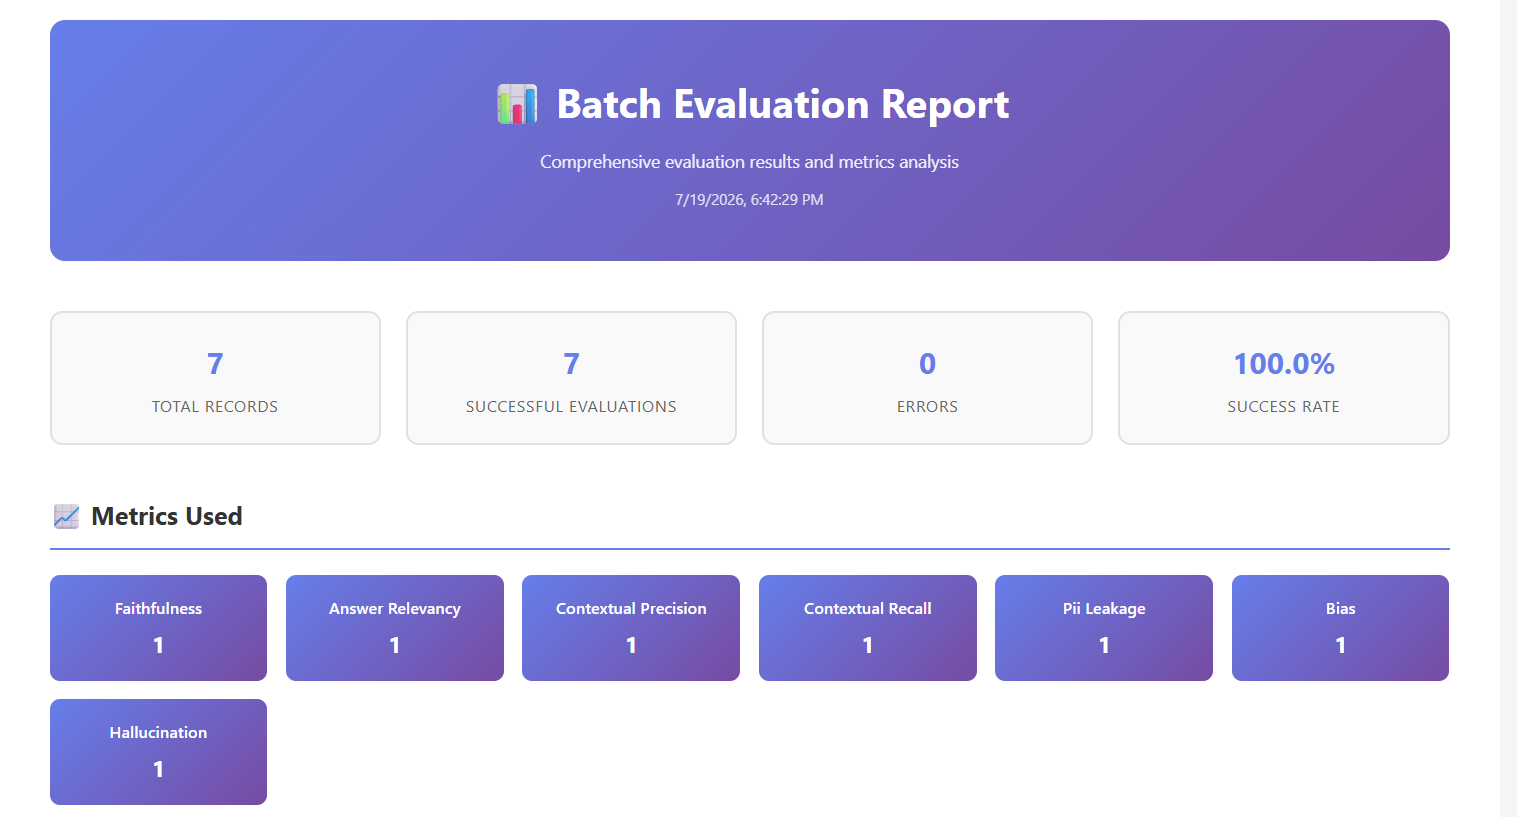 Batch Evaluation Report
Comprehensive evaluation results and metrics analysis
7/19/2026, 6:42:29 PM
7
TOTAL RECORDS
7
SUCCESSFUL EVALUATIONS
0
ERRORS
100.0%
SUCCESS RATE
Metrics Used
Faithfulness
1
Answer Relevancy
1
Contextual Precision
1
Contextual Recall
1
Pii Leakage
1
Bias
1
Hallucination
1